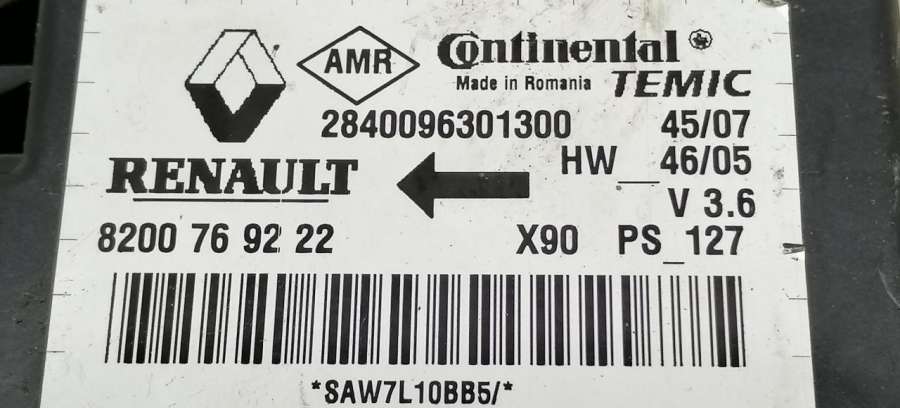 AMR Continental
Made in Romania TEMIC
2840096301300 45/07
HW__46/05
RENAULT
V 3.6
8200 76 92 22 X90 PS_127
*SAW7L10BB5/*